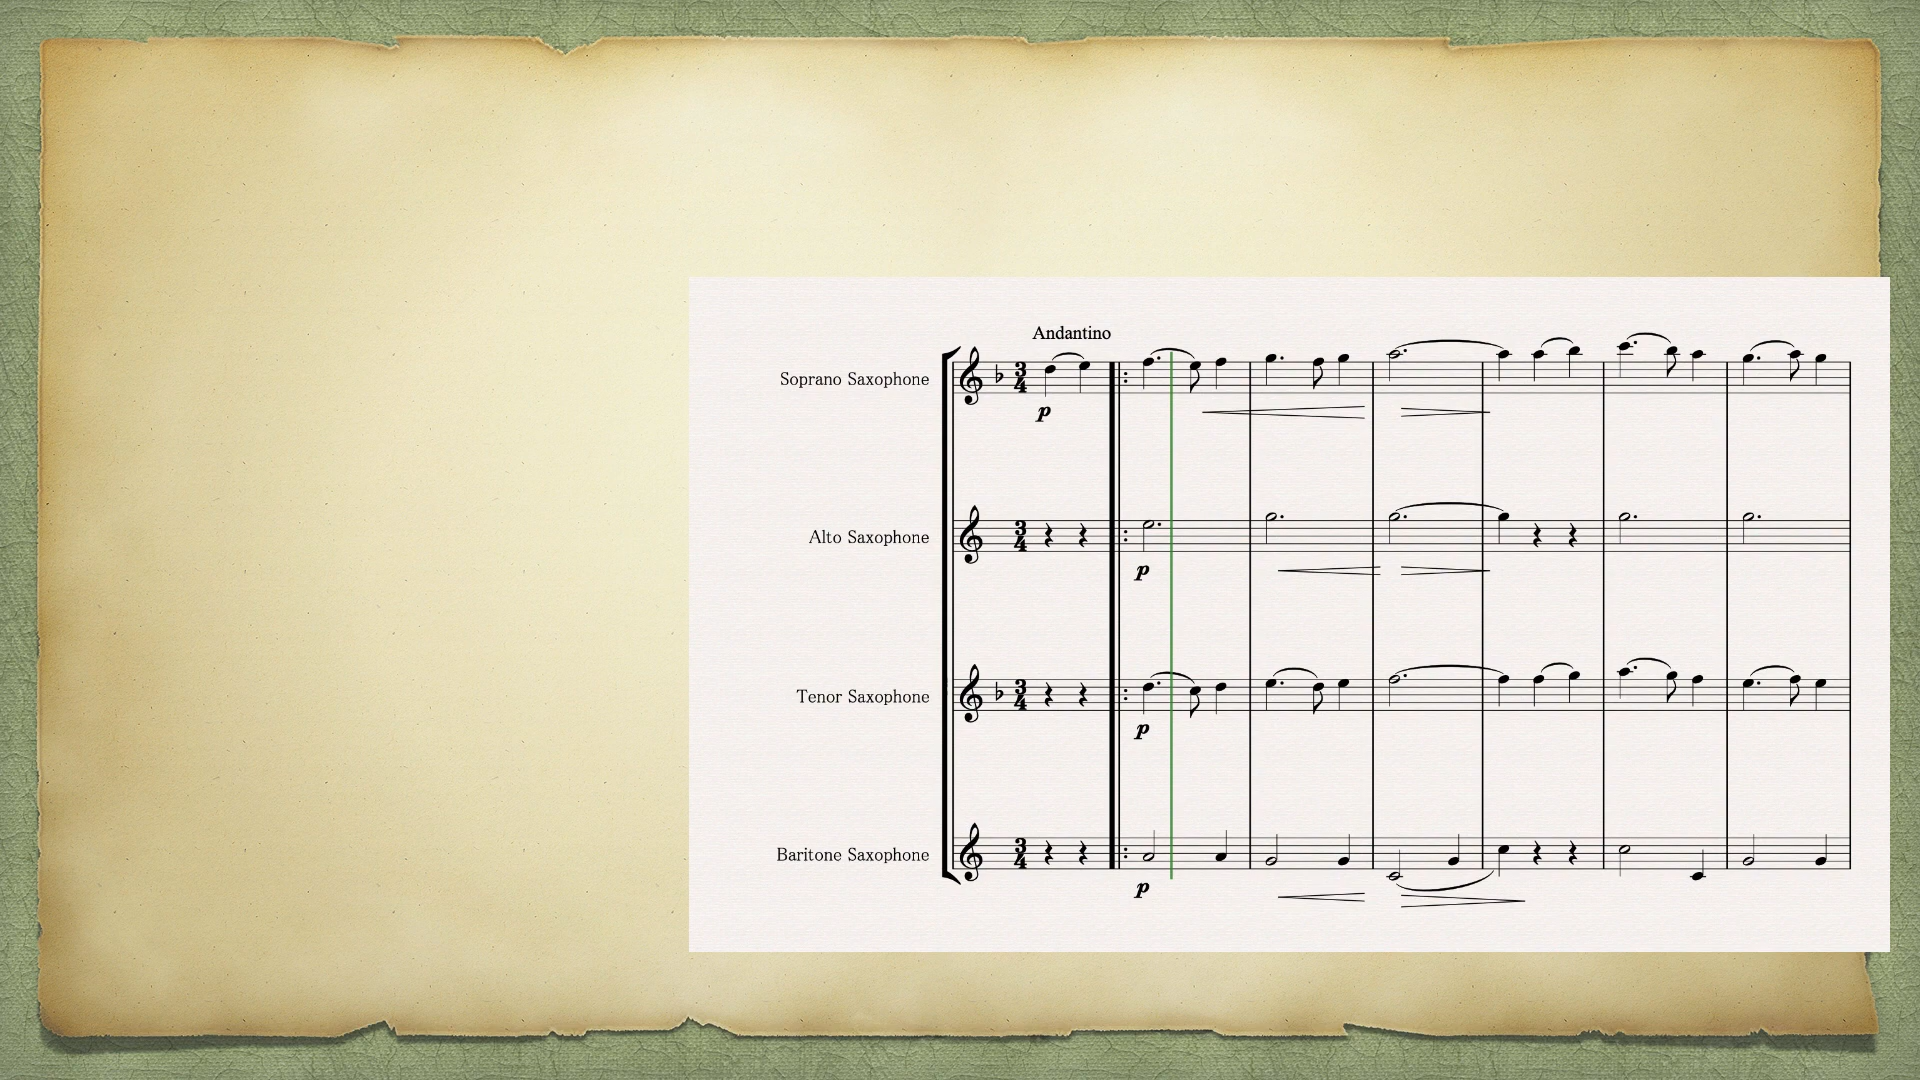 Andantino
Soprano Saxophone
p
Alto Saxophone
p
Tenor Saxophone
p
Baritone Saxophone
p